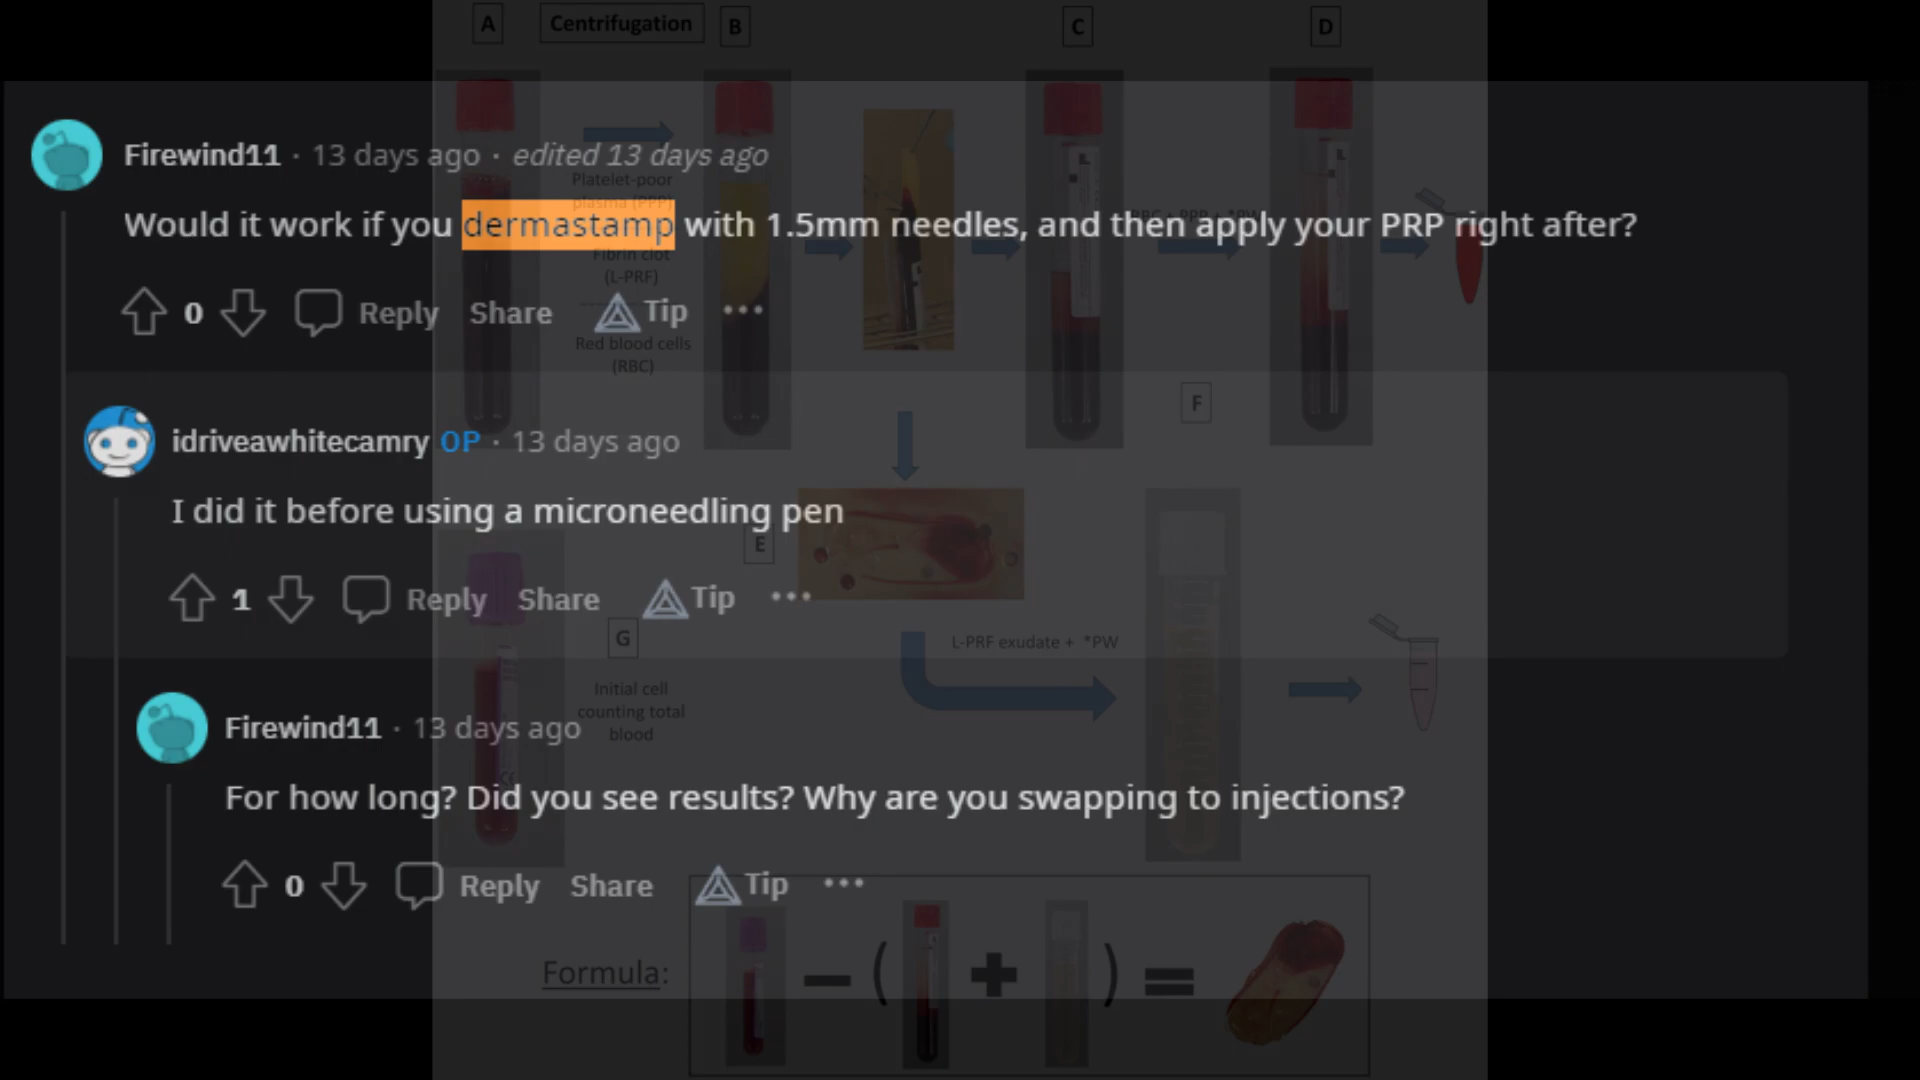 A
Centrifugation
B
C
D
Firewind11 · 13 days ago · edited 13 days ago
Platelet-poor
plasma (PPP)
Would it work if you dermastamp with 1.5mm needles, and then apply your PRP right after?
Fibrin clot
(L-PRF)
0 Reply Share Tip ···
Red blood cells
(RBC)
F
idriveawhitecamry OP · 13 days ago
I did it before using a microneedling pen
E
1 Reply Share Tip ···
G
L-PRF exudate + *PW
Initial cell
counting total
blood
Firewind11 · 13 days ago
For how long? Did you see results? Why are you swapping to injections?
0 Reply Share Tip ···
Formula: